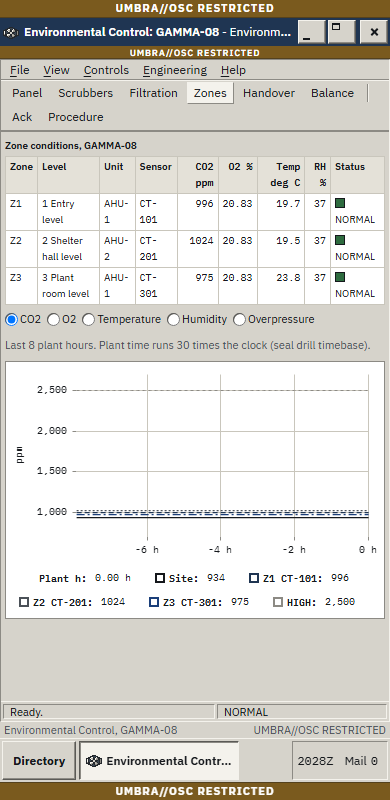 UMBRA//OSC RESTRICTED
Environmental Control: GAMMA-08 - Environm...
UMBRA//OSC RESTRICTED
File View Controls Engineering Help
Panel Scrubbers Filtration Zones Handover Balance
Ack Procedure
Zone conditions, GAMMA-08
Zone Level Unit Sensor CO2 ppm O2 % Temp deg C RH % Status
Z1 1 Entry level AHU-1 CT-101 996 20.83 19.7 37 NORMAL
Z2 2 Shelter hall level AHU-2 CT-201 1024 20.83 19.5 37 NORMAL
Z3 3 Plant room level AHU-1 CT-301 975 20.83 23.8 37 NORMAL
CO2 O2 Temperature Humidity Overpressure
Last 8 plant hours. Plant time runs 30 times the clock (seal drill timebase).
2,500
2,000
1,500
1,000
ppm
-6 h -4 h -2 h 0 h
Plant h: 0.00 h Site: 934 Z1 CT-101: 996
Z2 CT-201: 1024 Z3 CT-301: 975 HIGH: 2,500
Ready. NORMAL
Environmental Control, GAMMA-08 UMBRA//OSC RESTRICTED
Directory Environmental Contr... 2028Z Mail 0
UMBRA//OSC RESTRICTED